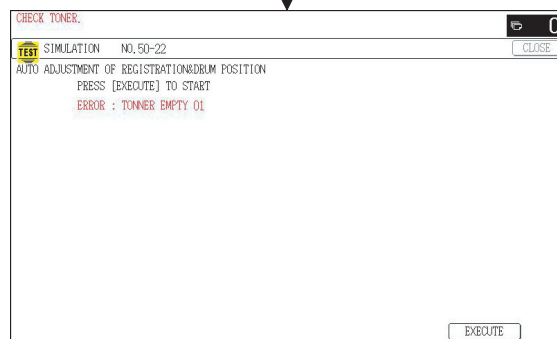 CHECK TONER.
0
TEST SIMULATION NO.50-22 CLOSE
AUTO ADJUSTMENT OF REGISTRATION&DRUM POSITION
PRESS [EXECUTE] TO START
ERROR : TONNER EMPTY 01
EXECUTE